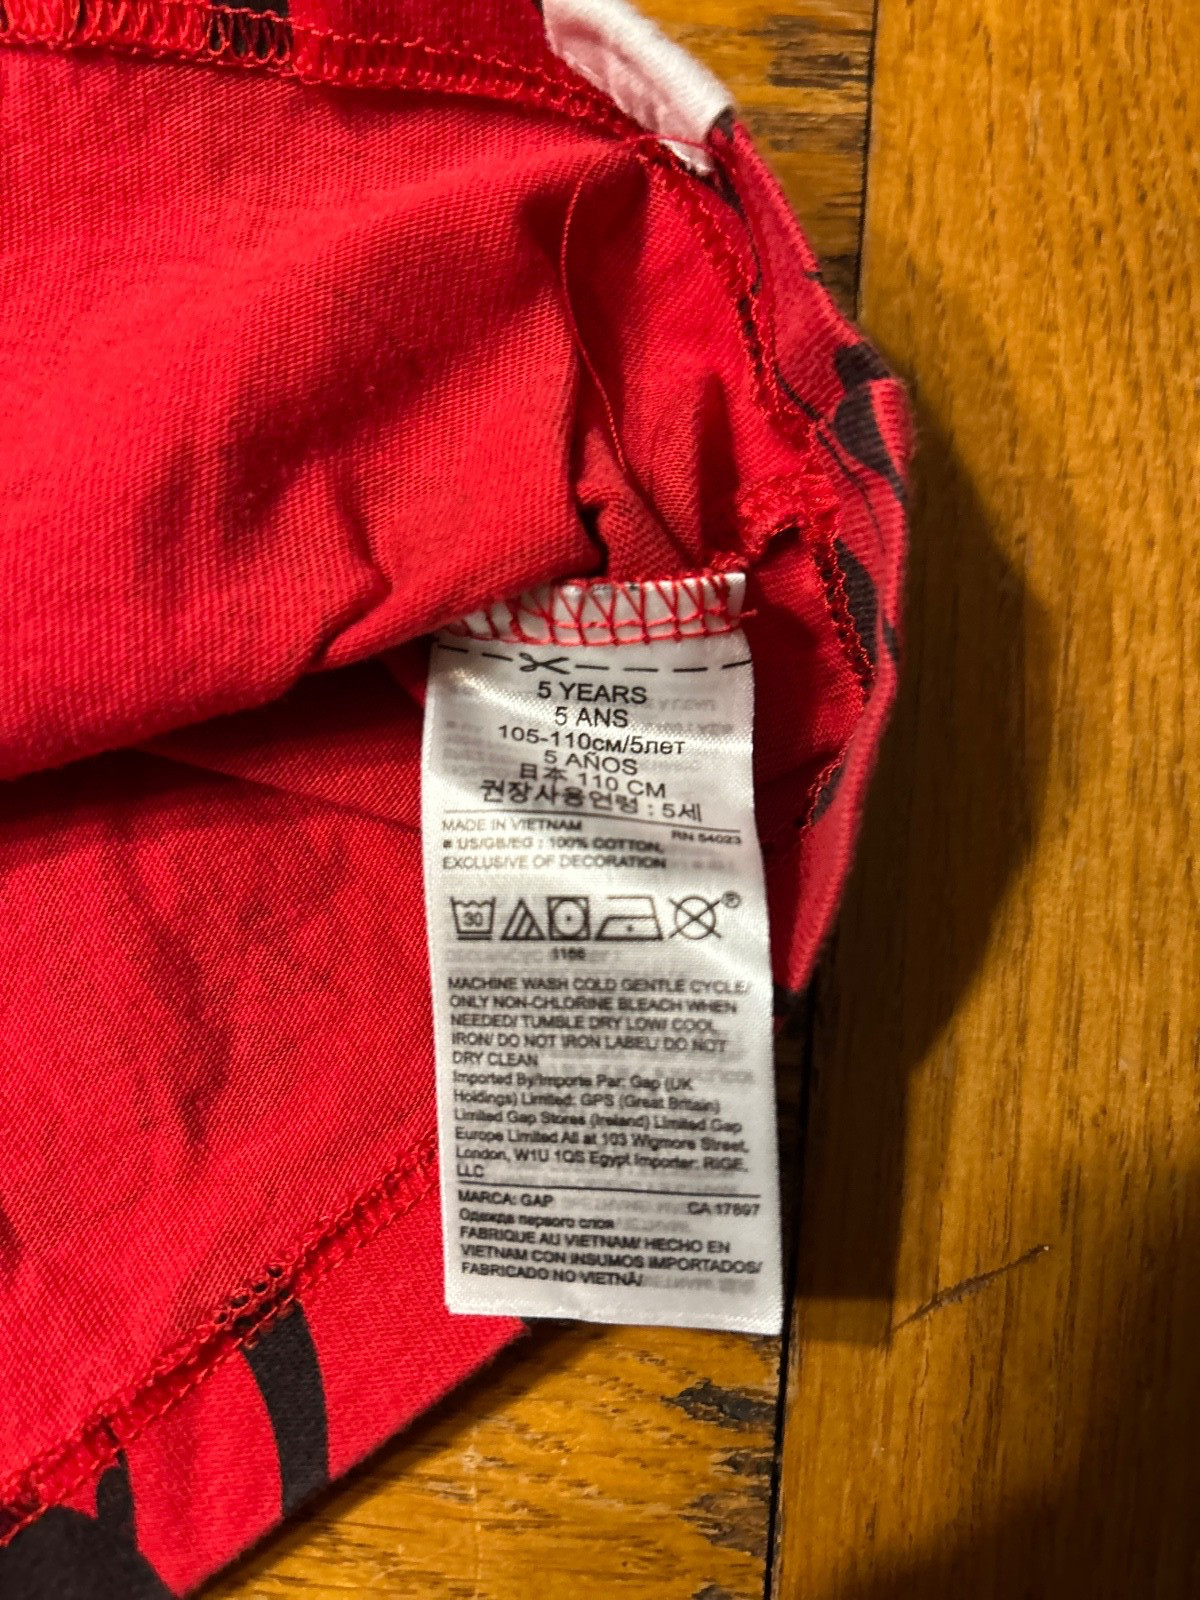 5 YEARS
5 ANS
105-110см/5лет
5 AÑOS
日本 110 CM
권장사용연령 : 5세
MADE IN VIETNAM
RN 54023
# US/GB/EG : 100% COTTON,
EXCLUSIVE OF DECORATION
30
®
1166
MACHINE WASH COLD GENTLE CYCLE/
ONLY NON-CHLORINE BLEACH WHEN
NEEDED/ TUMBLE DRY LOW/ COOL
IRON/ DO NOT IRON LABEL/ DO NOT
DRY CLEAN
Imported By/Importe Par: Gap (UK
Holdings) Limited: GPS (Great Britain)
Limited Gap Stores (Ireland) Limited Gap
Europe Limited All at 103 Wigmore Street,
London, W1U 1QS Egypt Importer: RIGE,
LLC
MARCA: GAP
CA 17897
Одежда первого слоя
FABRIQUE AU VIETNAM/ HECHO EN
VIETNAM CON INSUMOS IMPORTADOS/
FABRICADO NO VIETNÃ/